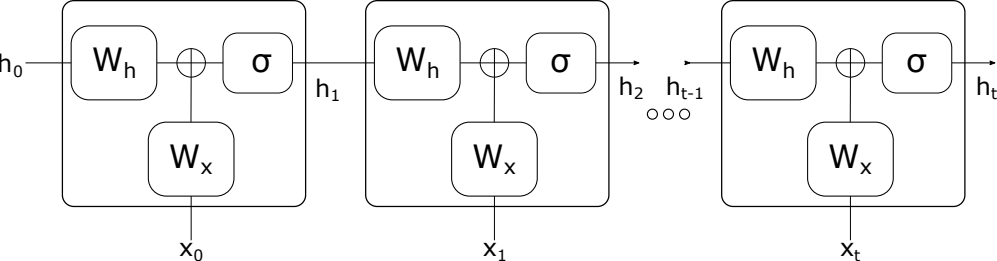 h₀ Wₕ σ h₁ Wₕ σ h₂ hₜ₋₁ Wₕ σ hₜ
Wₓ Wₓ Wₓ
x₀ x₁ xₜ